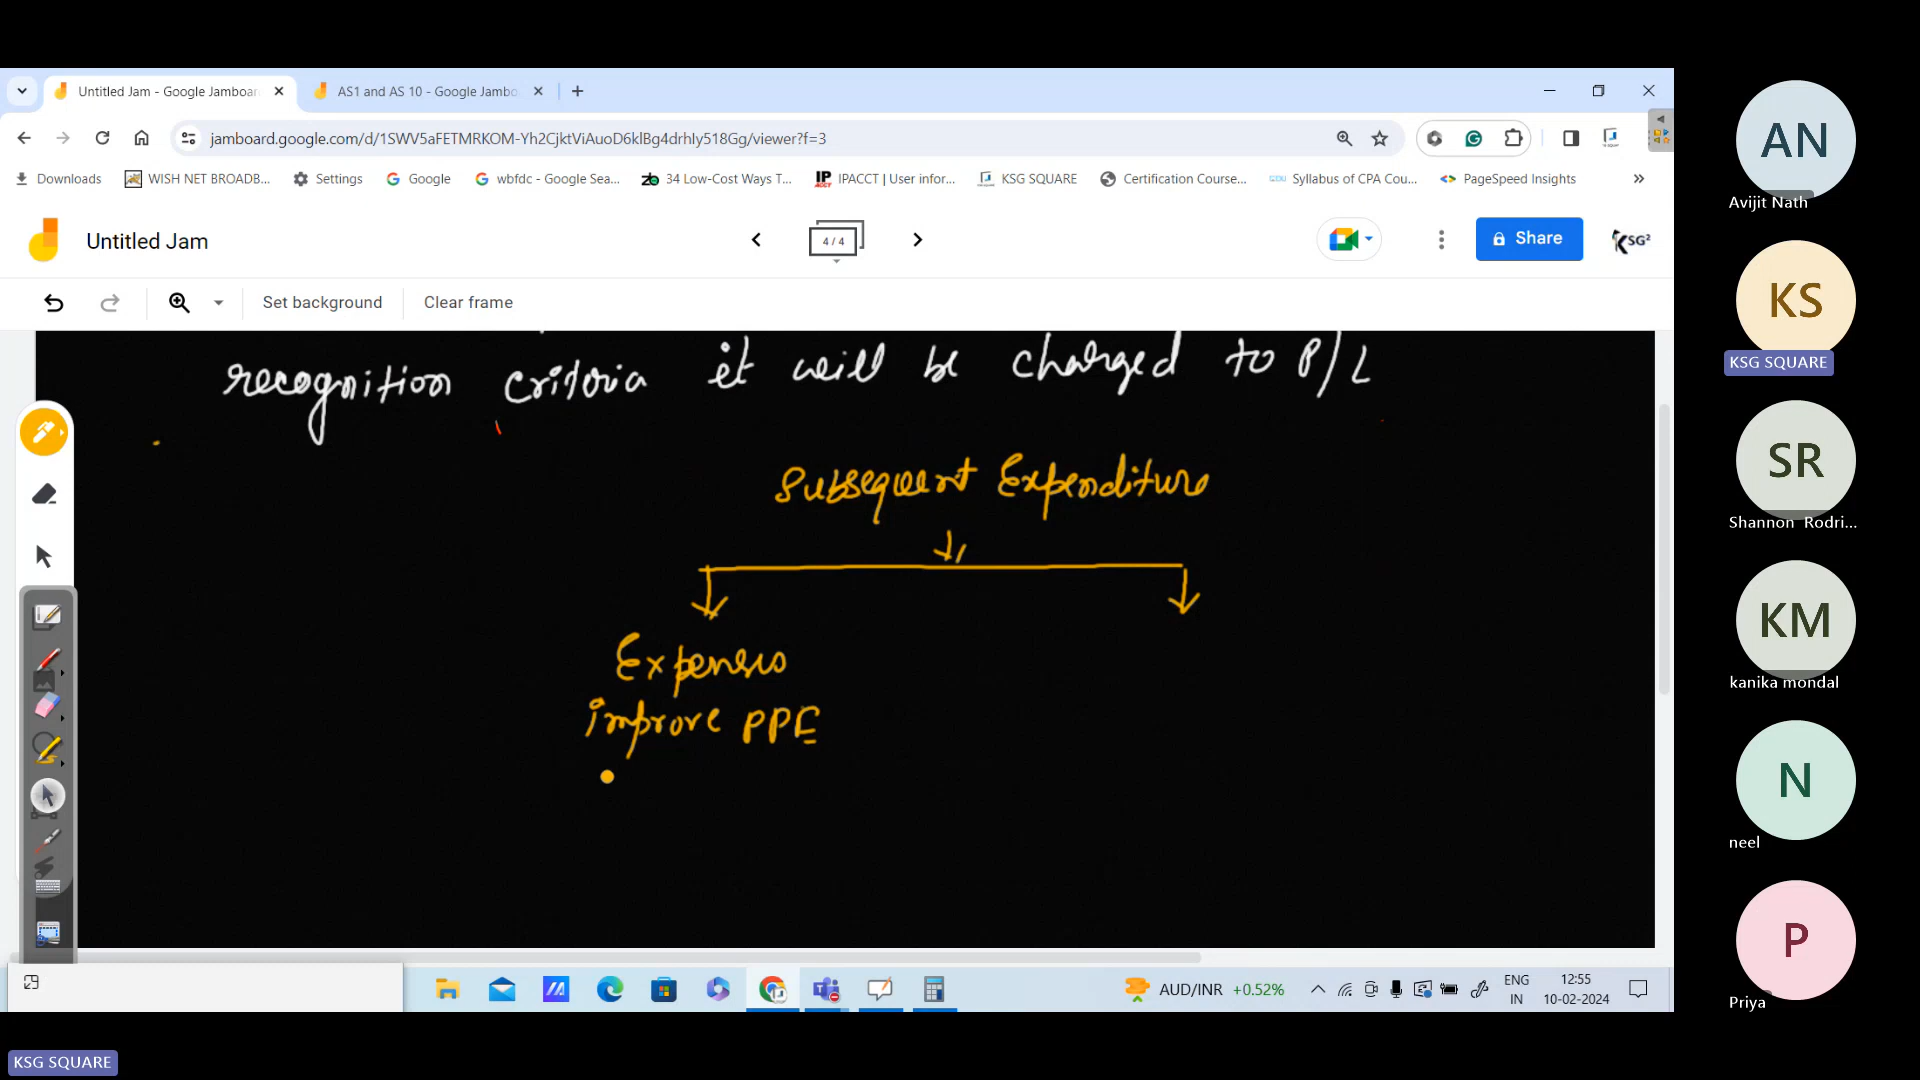 Untitled Jam - Google Jamboar
AS1 and AS 10 - Google Jambo
jamboard.google.com/d/1SWV5aFETMRKOM-Yh2CjktViAuoD6klBg4drhIy518Gg/viewer?f=3
Downloads
WISH NET BROADB...
Settings
Google
wbfdc - Google Sea...
34 Low-Cost Ways T...
IPACCT | User infor...
KSG SQUARE
Certification Course...
Syllabus of CPA Cou...
PageSpeed Insights
Untitled Jam
4 / 4
Share
KSG²
Set background
Clear frame
recognition criteria it will be charged to P/L
Subsequent Expenditure
Expenses
improve PPE
AUD/INR +0.52%
ENG
IN
12:55
10-02-2024
AN
Avijit Nath
KS
KSG SQUARE
SR
Shannon Rodri...
KM
kanika mondal
N
neel
P
Priya
KSG SQUARE